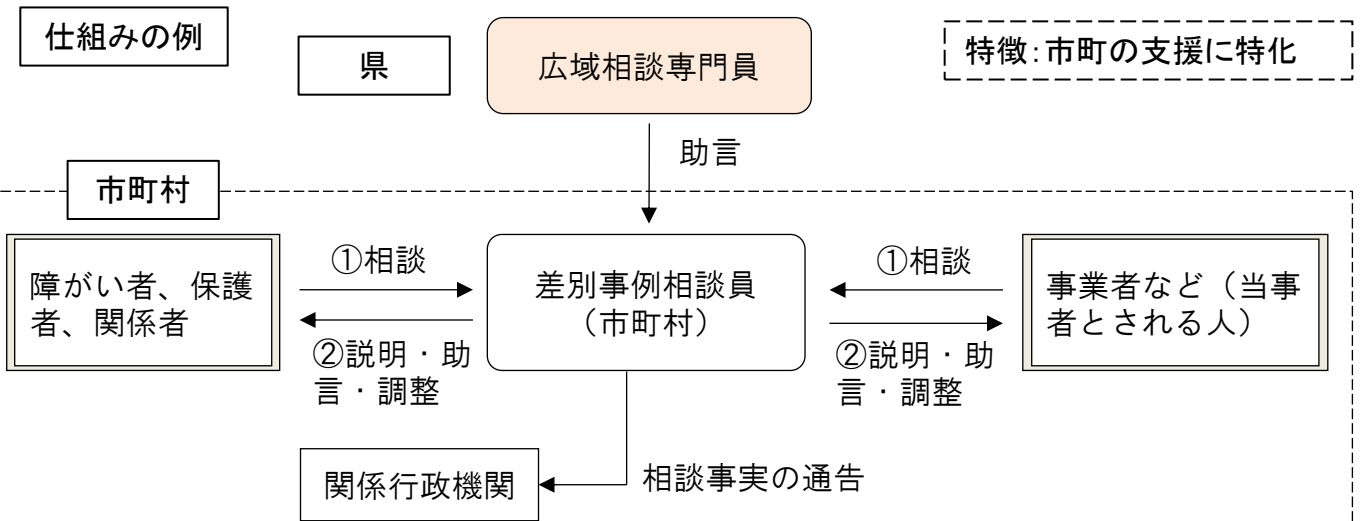 仕組みの例
県
広域相談専門員
特徴：市町の支援に特化
助言
市町村
障がい者、保護
者、関係者
①相談
②説明・助
言・調整
差別事例相談員
（市町村）
①相談
②説明・助
言・調整
事業者など（当事
者とされる人）
関係行政機関
相談事実の通告